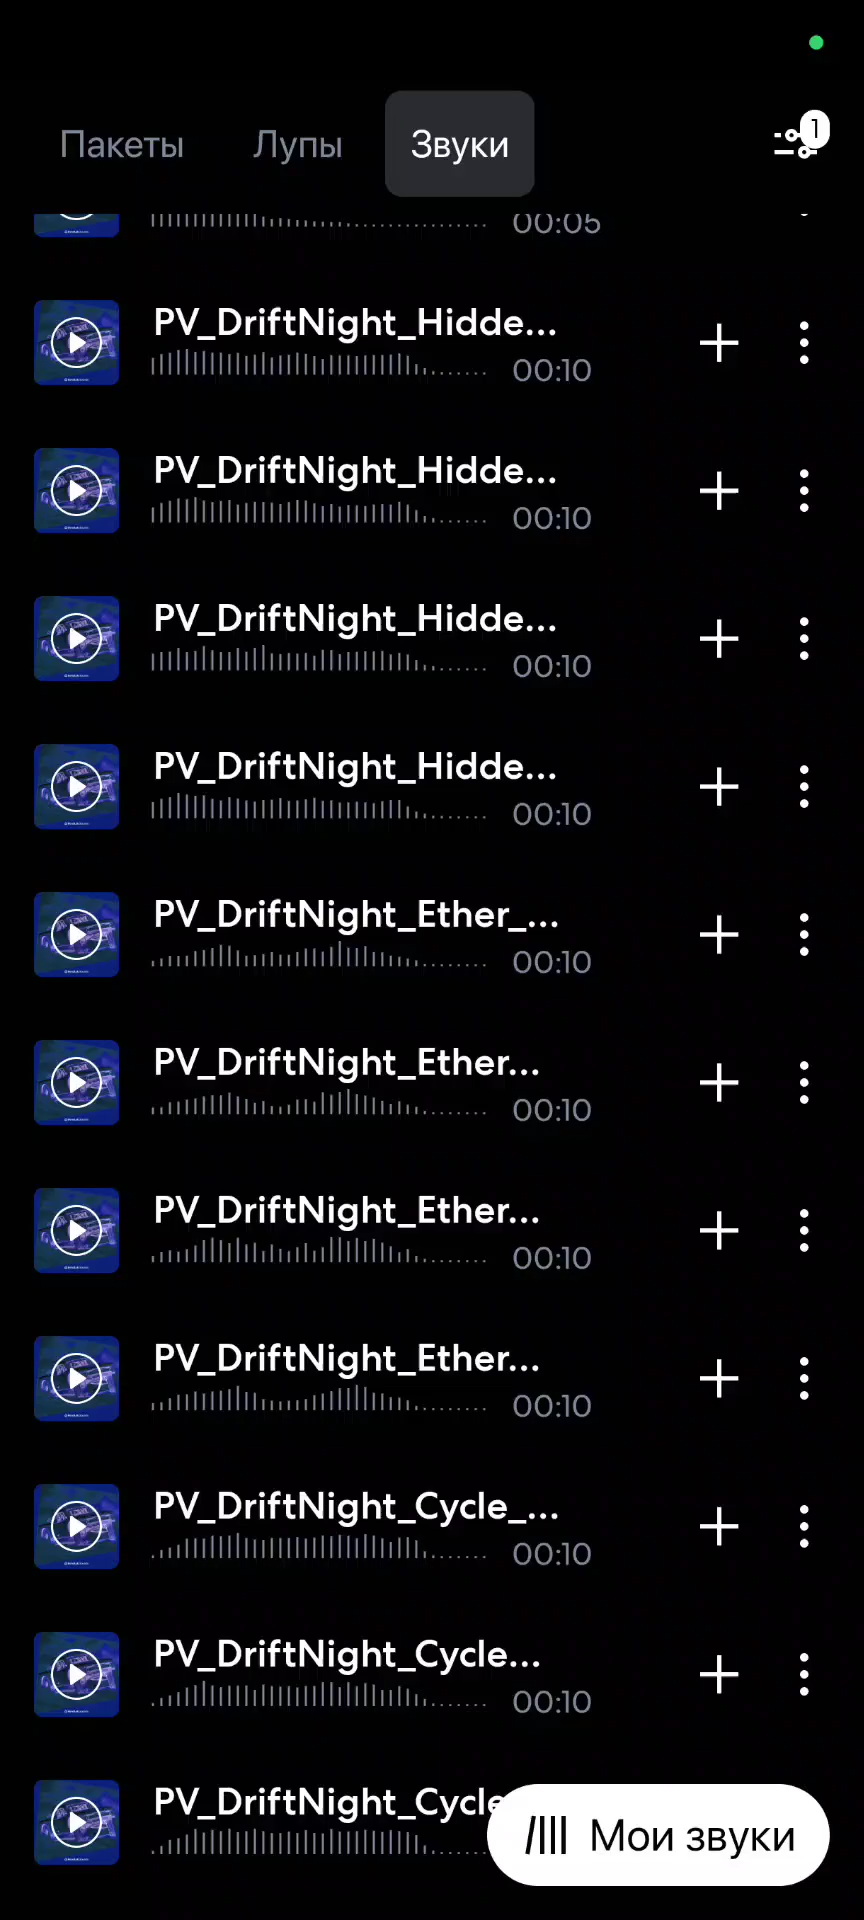 Пакеты Лупы Звуки 1
00:05
PV_DriftNight_Hidde...
00:10
PV_DriftNight_Hidde...
00:10
PV_DriftNight_Hidde...
00:10
PV_DriftNight_Hidde...
00:10
PV_DriftNight_Ether_...
00:10
PV_DriftNight_Ether...
00:10
PV_DriftNight_Ether...
00:10
PV_DriftNight_Ether...
00:10
PV_DriftNight_Cycle_...
00:10
PV_DriftNight_Cycle...
00:10
PV_DriftNight_Cycle
Мои звуки